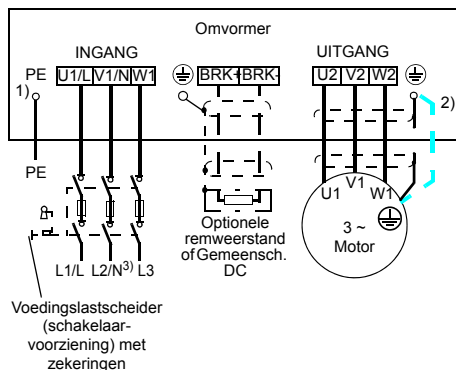 Omvormer
INGANG
UITGANG
PE
U1/L V1/N W1
BRK+ BRK-
U2 V2 W2
1)
2)
PE
U1
V1
W1
3 ~
Motor
Optionele
remweerstand
of Gemeensch.
DC
L1/L L2/N3) L3
Voedingslastscheider
(schakelaar-
voorziening) met
zekeringen